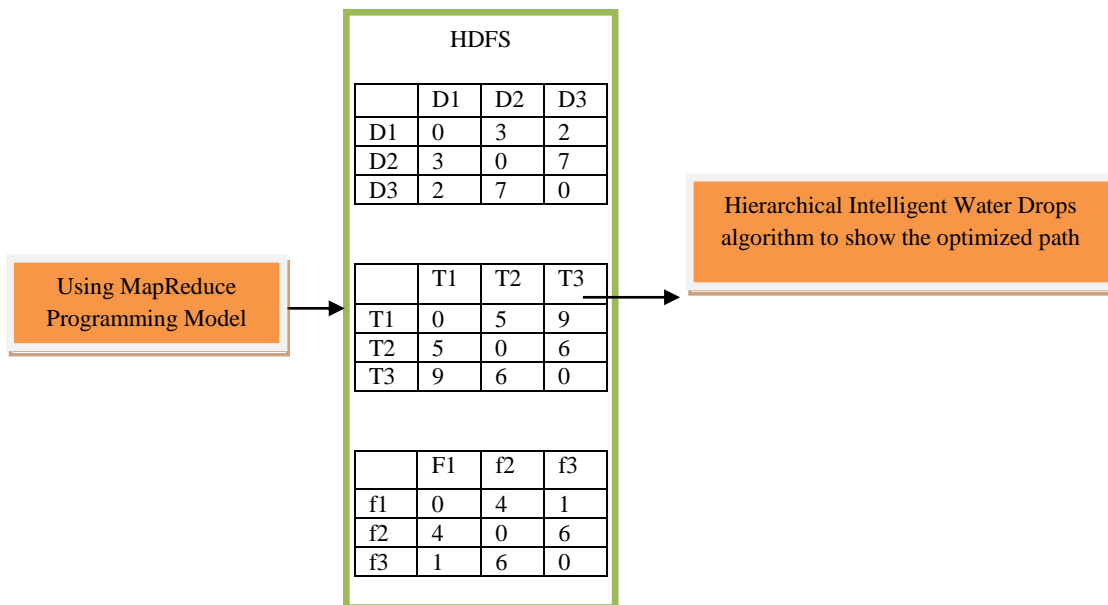 Using MapReduce
Programming Model
HDFS
D1 D2 D3
D1 0 3 2
D2 3 0 7
D3 2 7 0
T1 T2 T3
T1 0 5 9
T2 5 0 6
T3 9 6 0
F1 f2 f3
f1 0 4 1
f2 4 0 6
f3 1 6 0
Hierarchical Intelligent Water Drops
algorithm to show the optimized path